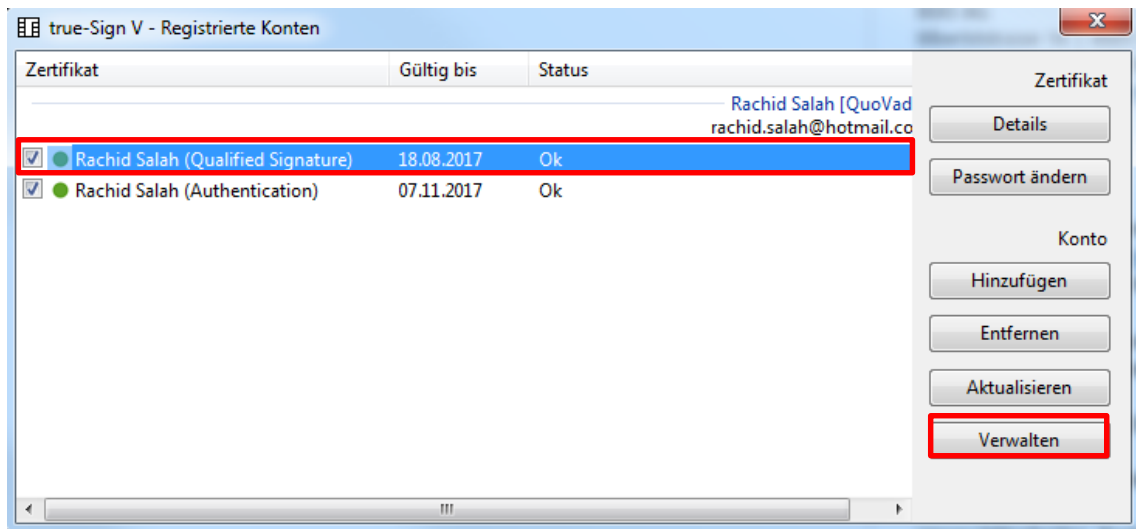 true-Sign V - Registrierte Konten
Zertifikat Gültig bis Status
Rachid Salah [QuoVad
rachid.salah@hotmail.co
Rachid Salah (Qualified Signature) 18.08.2017 Ok
Rachid Salah (Authentication) 07.11.2017 Ok
Zertifikat
Details
Passwort ändern
Konto
Hinzufügen
Entfernen
Aktualisieren
Verwalten